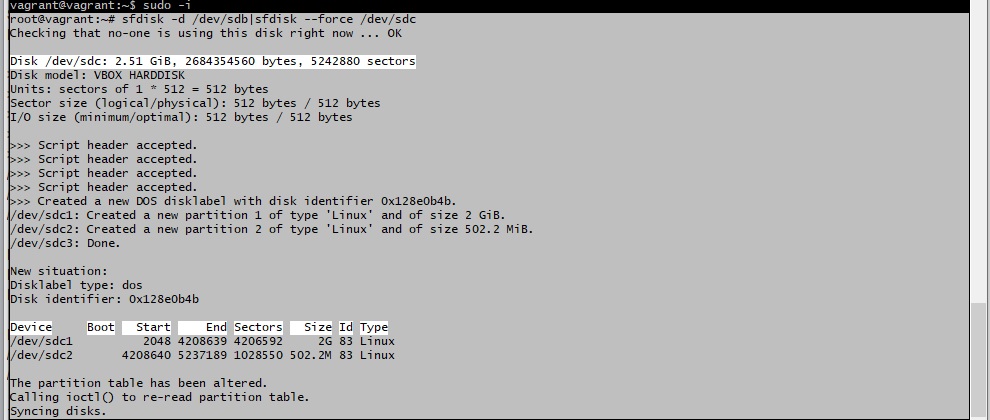 vagrant@vagrant:~$ sudo -i
root@vagrant:~# sfdisk -d /dev/sdb|sfdisk --force /dev/sdc
Checking that no-one is using this disk right now ... OK
Disk /dev/sdc: 2.51 GiB, 2684354560 bytes, 5242880 sectors
Disk model: VBOX HARDDISK
Units: sectors of 1 * 512 = 512 bytes
Sector size (logical/physical): 512 bytes / 512 bytes
I/O size (minimum/optimal): 512 bytes / 512 bytes
>>> Script header accepted.
>>> Script header accepted.
>>> Script header accepted.
>>> Script header accepted.
>>> Created a new DOS disklabel with disk identifier 0x128e0b4b.
/dev/sdc1: Created a new partition 1 of type 'Linux' and of size 2 GiB.
/dev/sdc2: Created a new partition 2 of type 'Linux' and of size 502.2 MiB.
/dev/sdc3: Done.
New situation:
Disklabel type: dos
Disk identifier: 0x128e0b4b
Device     Boot   Start     End Sectors   Size Id Type
/dev/sdc1          2048 4208639 4206592     2G 83 Linux
/dev/sdc2       4208640 5237189 1028550 502.2M 83 Linux
The partition table has been altered.
Calling ioctl() to re-read partition table.
Syncing disks.